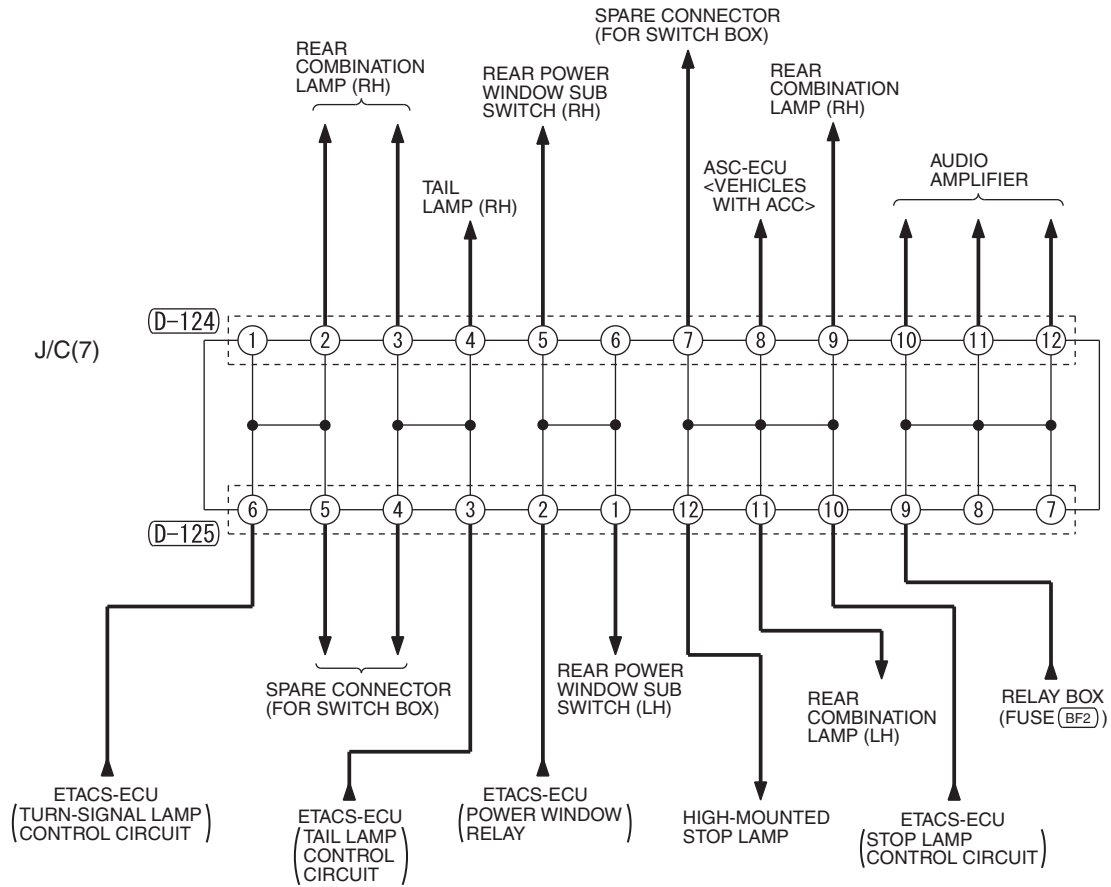 SPARE CONNECTOR
(FOR SWITCH BOX)
REAR
COMBINATION
LAMP (RH)
REAR POWER
WINDOW SUB
SWITCH (RH)
REAR
COMBINATION
LAMP (RH)
TAIL
LAMP (RH)
ASC-ECU
<VEHICLES
WITH ACC>
AUDIO
AMPLIFIER
D-124
J/C(7)
1 2 3 4 5 6 7 8 9 10 11 12
6 5 4 3 2 1 12 11 10 9 8 7
D-125
SPARE CONNECTOR
(FOR SWITCH BOX)
REAR POWER
WINDOW SUB
SWITCH (LH)
REAR
COMBINATION
LAMP (LH)
RELAY BOX
(FUSE BF2)
ETACS-ECU
(TURN-SIGNAL LAMP
CONTROL CIRCUIT)
ETACS-ECU
(TAIL LAMP
CONTROL
CIRCUIT)
ETACS-ECU
(POWER WINDOW
RELAY)
HIGH-MOUNTED
STOP LAMP
ETACS-ECU
(STOP LAMP
CONTROL CIRCUIT)